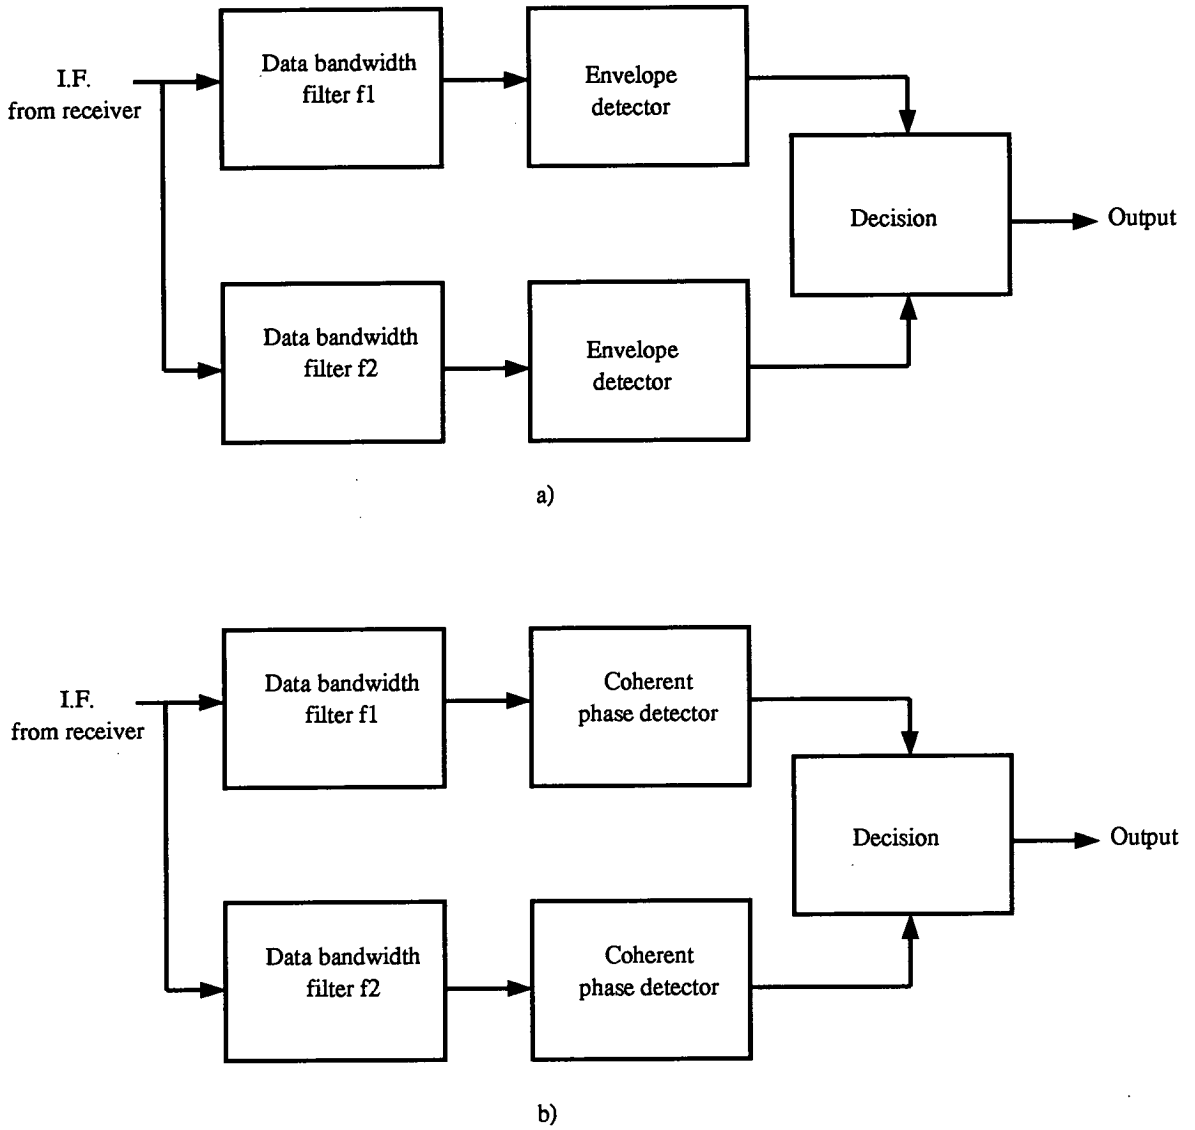 I.F.
from receiver
Data bandwidth
filter f1
Envelope
detector
Decision
Output
Data bandwidth
filter f2
Envelope
detector
a)
I.F.
from receiver
Data bandwidth
filter f1
Coherent
phase detector
Decision
Output
Data bandwidth
filter f2
Coherent
phase detector
b)